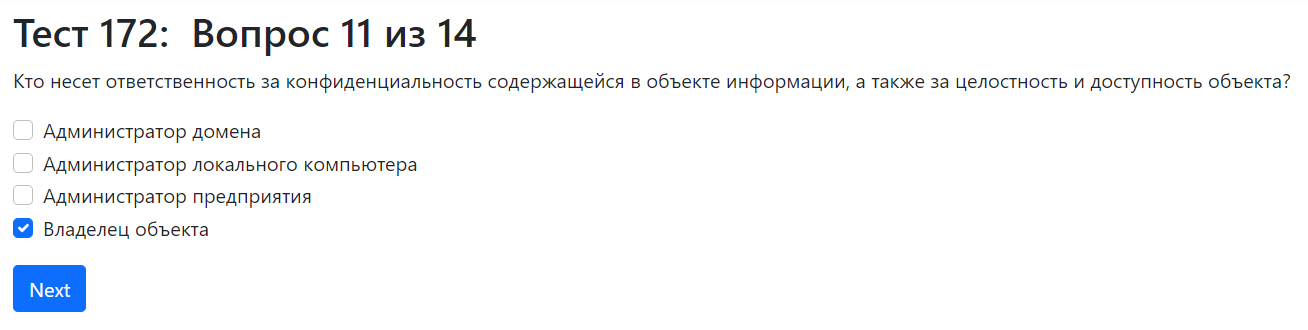 Тест 172: Вопрос 11 из 14
Кто несет ответственность за конфиденциальность содержащейся в объекте информации, а также за целостность и доступность объекта?
Администратор домена
Администратор локального компьютера
Администратор предприятия
Владелец объекта
Next